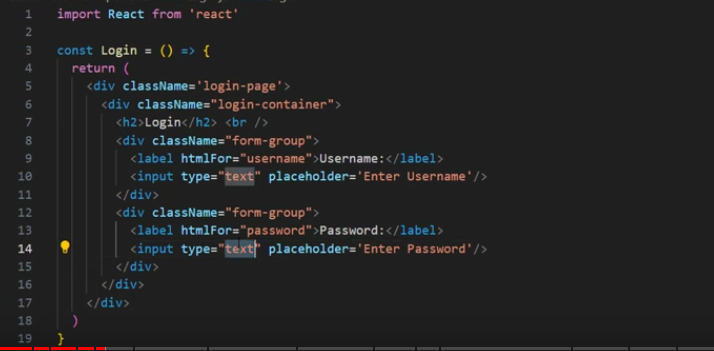 1 import React from 'react'
2
3 const Login = () => {
4 return (
5 <div className='login-page'>
6 <div className="login-container">
7 <h2>Login</h2> <br />
8 <div className="form-group">
9 <label htmlFor="username">Username:</label>
10 <input type="text" placeholder='Enter Username'/>
11 </div>
12 <div className="form-group">
13 <label htmlFor="password">Password:</label>
14 <input type="text" placeholder='Enter Password'/>
15 </div>
16 </div>
17 </div>
18 )
19 }